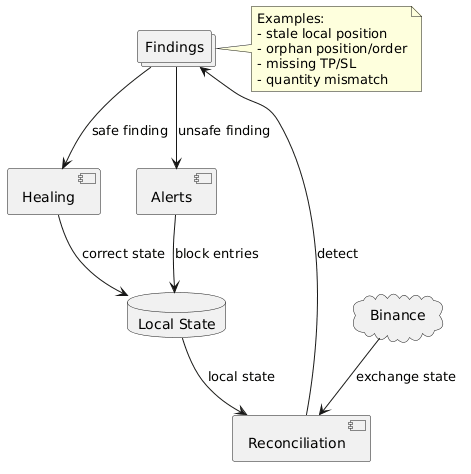 Findings
Examples:
- stale local position
- orphan position/order
- missing TP/SL
- quantity mismatch
safe finding
unsafe finding
Healing
Alerts
correct state
block entries
detect
Local State
Binance
local state
exchange state
Reconciliation